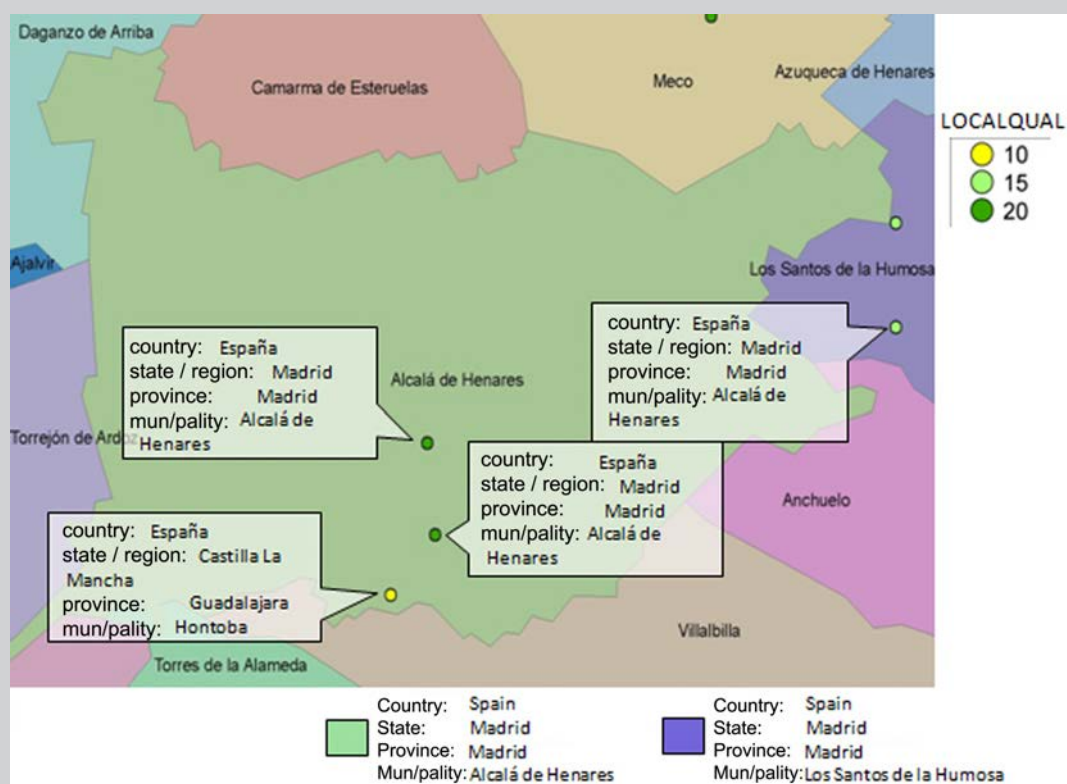 Daganzo de Arriba
Camarma de Esteruelas
Meco
Azuqueca de Henares
LOCALQUAL
10
15
20
Ajalvir
Los Santos de la Humosa
country: España
state / region: Madrid
province: Madrid
mun/pality: Alcalá de
Henares
country: España
state / region: Madrid
province: Madrid
mun/pality: Alcalá de
Henares
Alcalá de Henares
Torrejón de Ardoz
country: España
state / region: Madrid
province: Madrid
mun/pality: Alcalá de
Henares
Anchuelo
country: España
state / region: Castilla La
Mancha
province: Guadalajara
mun/pality: Hontoba
Villalbilla
Torres de la Alameda
Country: Spain
State: Madrid
Province: Madrid
Mun/pality: Alcalá de Henares
Country: Spain
State: Madrid
Province: Madrid
Mun/pality: Los Santos de la Humosa